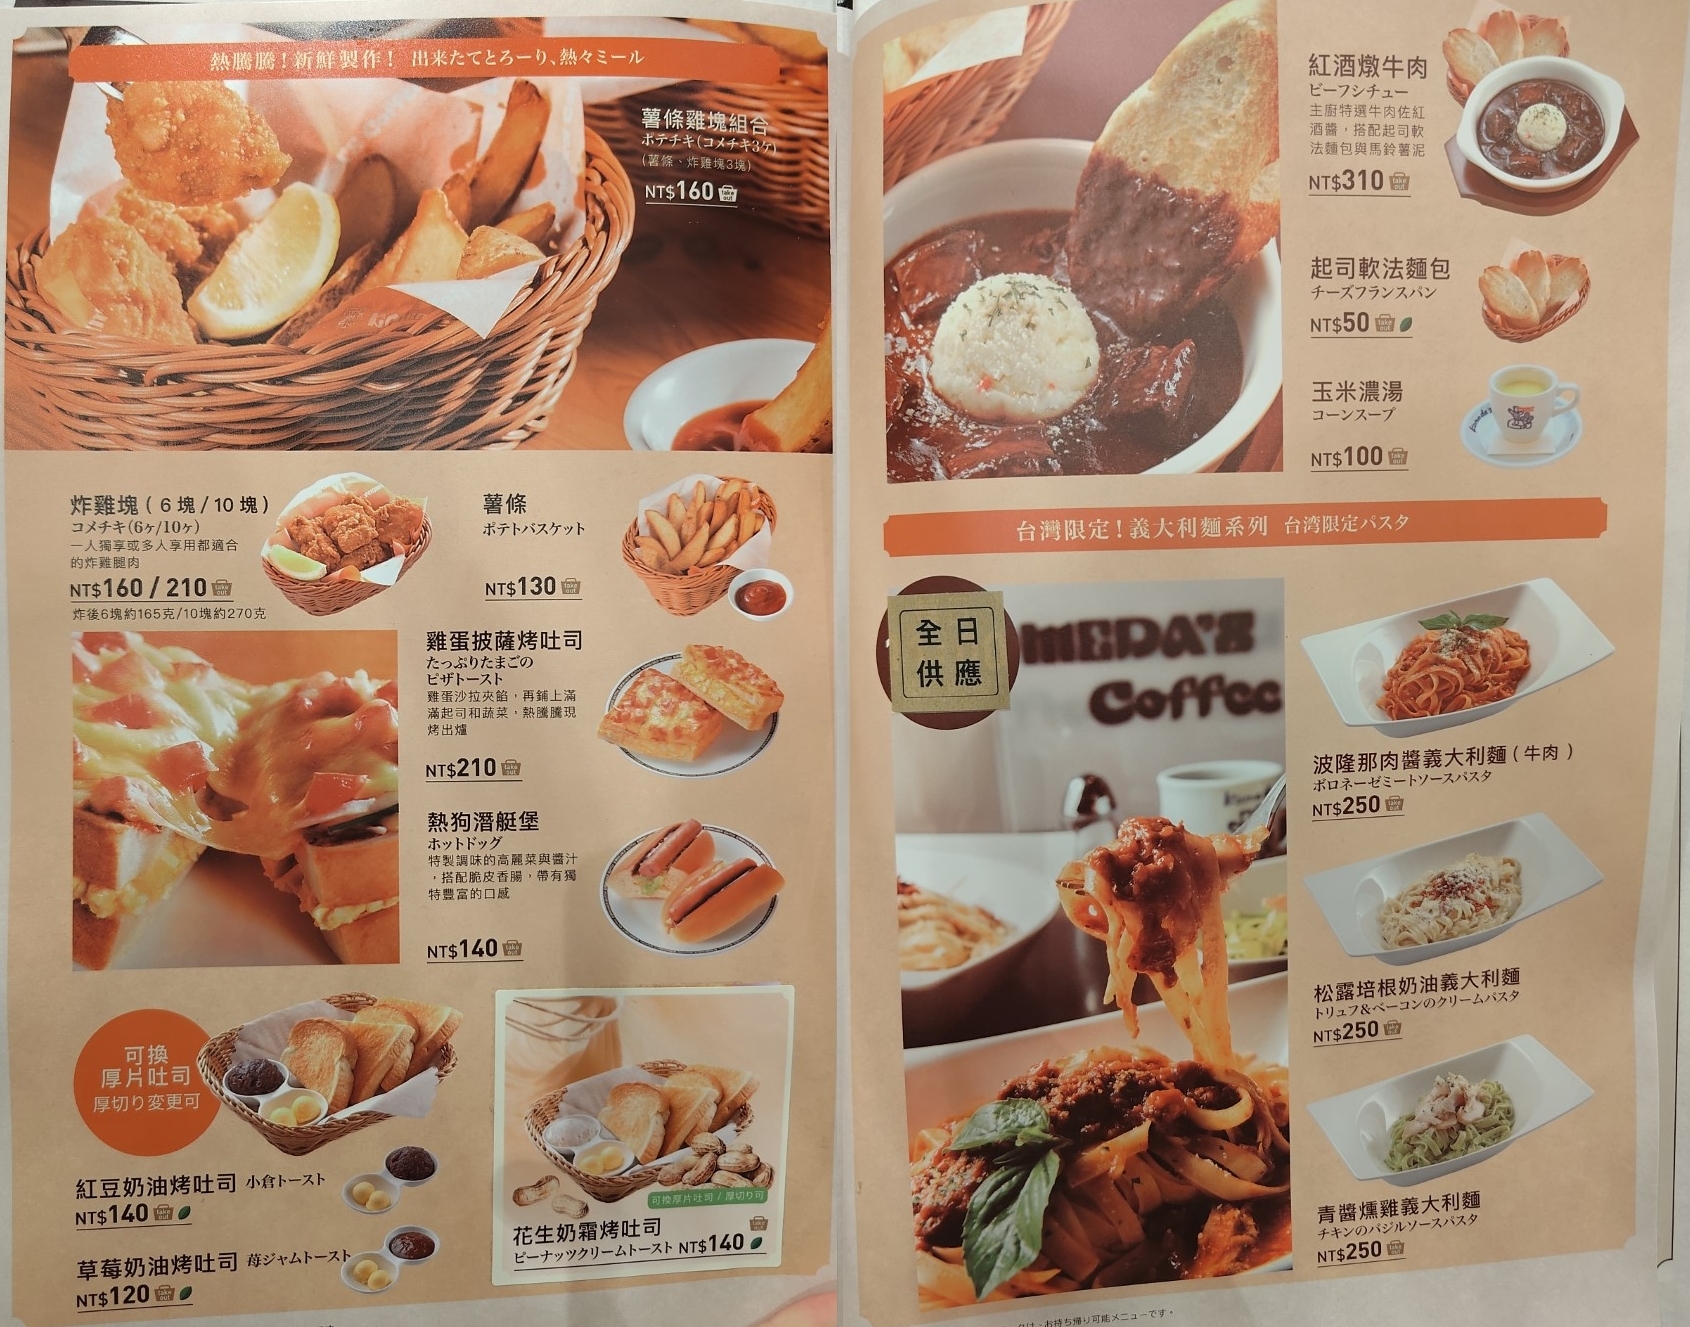 熱騰騰！新鮮製作！ 出来たてとろーり、熱々ミール
薯條雞塊組合
ポテチキ(コメチキ3ケ)
(薯條、炸雞塊3塊)
NT$160 take out
炸雞塊（6塊/10塊）
コメチキ(6ヶ/10ヶ)
一人獨享或多人享用都適合
的炸雞腿肉
NT$160 / 210 take out
炸後6塊約165克/10塊約270克
薯條
ポテトバスケット
NT$130 take out
雞蛋披薩烤吐司
たっぷりたまごの
ピザトースト
雞蛋沙拉夾餡，再鋪上滿
滿起司和蔬菜，熱騰騰現
烤出爐
NT$210 take out
熱狗潛艇堡
ホットドッグ
特製調味的高麗菜與醬汁
，搭配脆皮香腸，帶有獨
特豐富的口感
NT$140 take out
可換
厚片吐司
厚切り変更可
紅豆奶油烤吐司 小倉トースト
NT$140 take out
草莓奶油烤吐司 苺ジャムトースト
NT$120 take out
可換厚片吐司 / 厚切り可
花生奶霜烤吐司
ピーナッツクリームトースト NT$140 take out
紅酒燉牛肉
ビーフシチュー
主廚特選牛肉佐紅
酒醬，搭配起司軟
法麵包與馬鈴薯泥
NT$310 take out
起司軟法麵包
チーズフランスパン
NT$50 take out
玉米濃湯
コーンスープ
NT$100 take out
台灣限定！義大利麵系列 台湾限定パスタ
全日
供應
MEDA'S
Coffee
波隆那肉醬義大利麵（牛肉）
ボロネーゼミートソースパスタ
NT$250 take out
松露培根奶油義大利麵
トリュフ&ベーコンのクリームパスタ
NT$250 take out
青醬燻雞義大利麵
チキンのバジルソースパスタ
NT$250 take out
は、お持ち帰り可能メニューです。